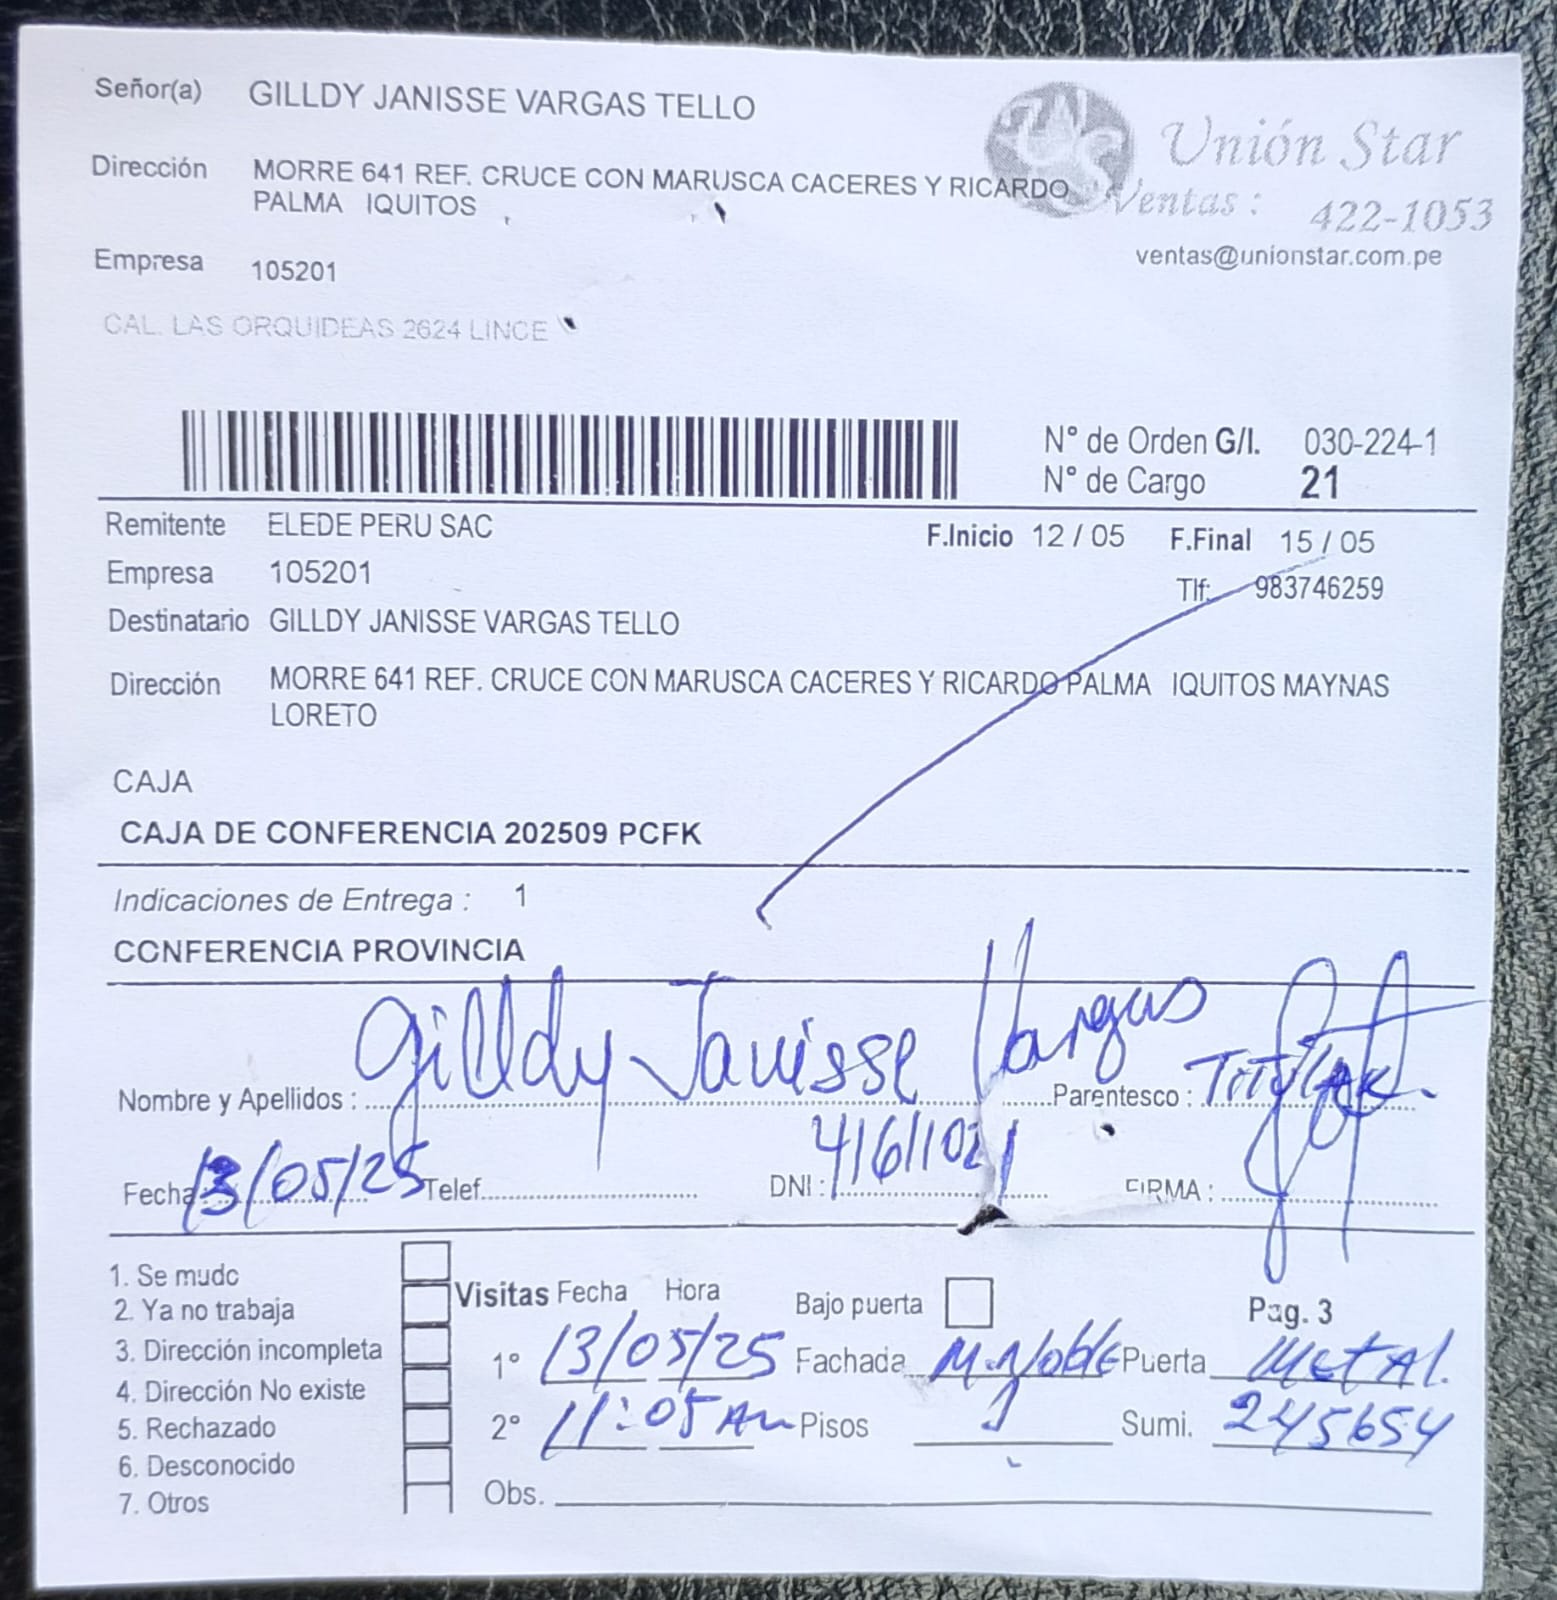 Señor(a) GILLDY JANISSE VARGAS TELLO
Unión Star
Dirección MORRE 641 REF. CRUCE CON MARUSCA CACERES Y RICARDO
PALMA IQUITOS
Ventas : 422-1053
ventas@unionstar.com.pe
Empresa 105201
CAL. LAS ORQUIDEAS 2624 LINCE
N° de Orden G/I. 030-224-1
N° de Cargo 21
Remitente ELEDE PERU SAC F.Inicio 12 / 05 F.Final 15 / 05
Empresa 105201 Tlf: 983746259
Destinatario GILLDY JANISSE VARGAS TELLO
Dirección MORRE 641 REF. CRUCE CON MARUSCA CACERES Y RICARDO PALMA IQUITOS MAYNAS
LORETO
CAJA
CAJA DE CONFERENCIA 202509 PCFK
Indicaciones de Entrega : 1
CONFERENCIA PROVINCIA
Nombre y Apellidos : Gilldy Janisse Vargas Parentesco : TITULAR.
Fecha 13/05/25 Telef. DNI : FIRMA :
1. Se mudo
2. Ya no trabaja
3. Dirección incompleta
4. Dirección No existe
5. Rechazado
6. Desconocido
7. Otros
Visitas Fecha Hora Bajo puerta Pag. 3
1° 13/05/25 Fachada M.Noble Puerta Metal.
2° 11:05 Am Pisos 1 Sumi. 245654
Obs.